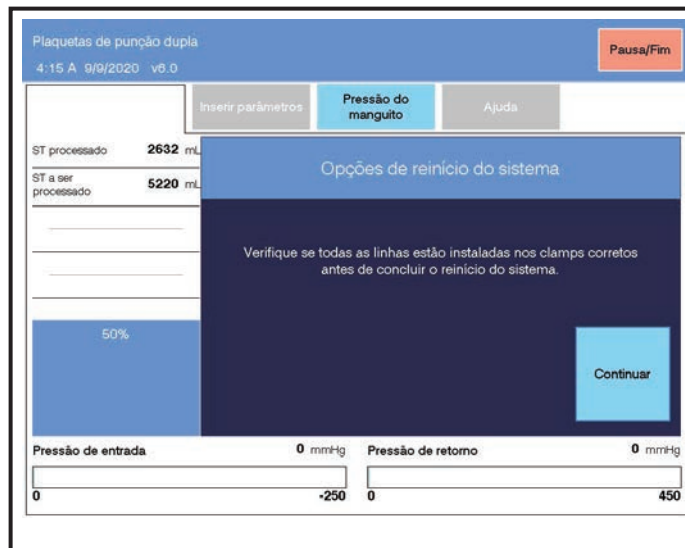 Plaquetas de punção dupla
4:15 A 9/9/2020 v6.0
Pausa/Fim
Inserir parâmetros
Pressão do
manguito
Ajuda
ST processado 2632 mL
ST a ser
processado 5220 mL
50%
Opções de reinício do sistema
Verifique se todas as linhas estão instaladas nos clamps corretos
antes de concluir o reinício do sistema.
Continuar
Pressão de entrada 0 mmHg
0 -250
Pressão de retorno 0 mmHg
0 450